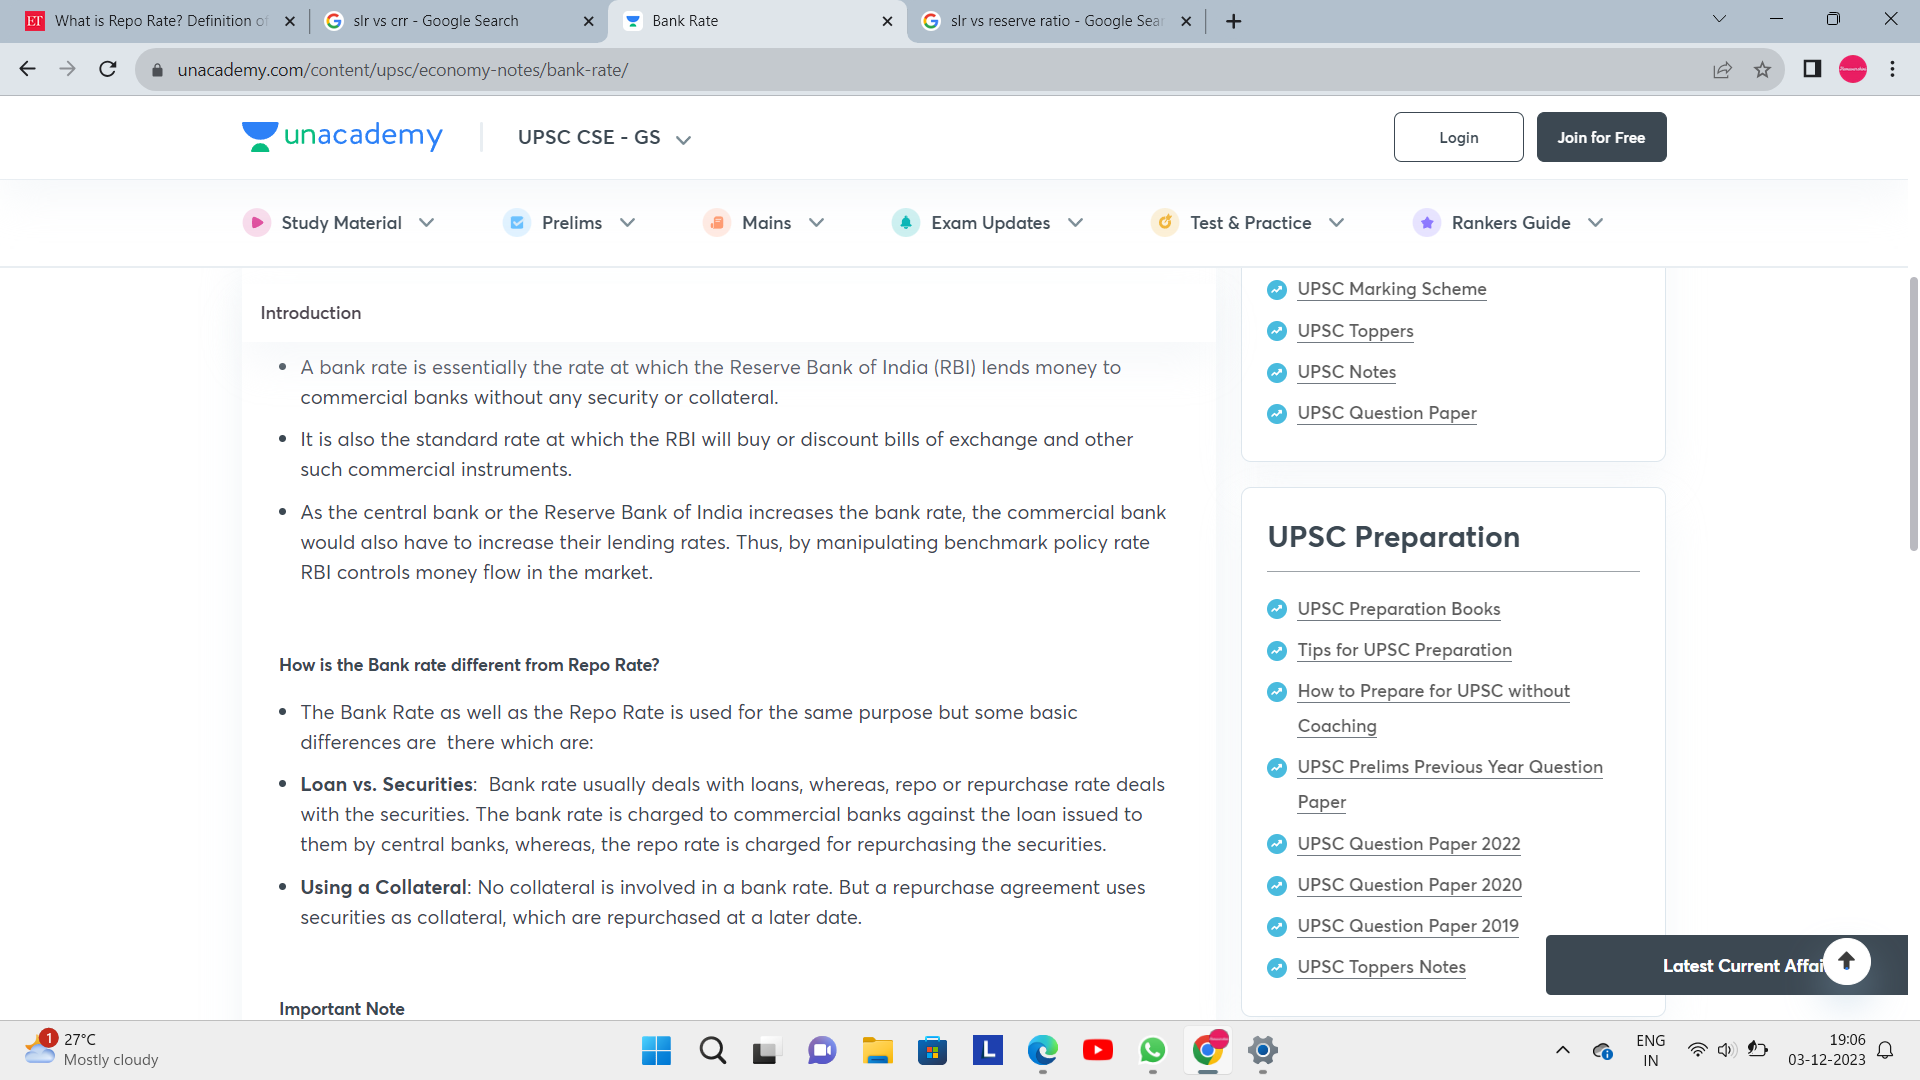 What is Repo Rate? Definition of
slr vs crr - Google Search
Bank Rate
slr vs reserve ratio - Google Sear
unacademy.com/content/upsc/economy-notes/bank-rate/
unacademy
UPSC CSE - GS
Login
Join for Free
Study Material
Prelims
Mains
Exam Updates
Test & Practice
Rankers Guide
Introduction
A bank rate is essentially the rate at which the Reserve Bank of India (RBI) lends money to
commercial banks without any security or collateral.
It is also the standard rate at which the RBI will buy or discount bills of exchange and other
such commercial instruments.
As the central bank or the Reserve Bank of India increases the bank rate, the commercial bank
would also have to increase their lending rates. Thus, by manipulating benchmark policy rate
RBI controls money flow in the market.
How is the Bank rate different from Repo Rate?
The Bank Rate as well as the Repo Rate is used for the same purpose but some basic
differences are  there which are:
Loan vs. Securities:  Bank rate usually deals with loans, whereas, repo or repurchase rate deals
with the securities. The bank rate is charged to commercial banks against the loan issued to
them by central banks, whereas, the repo rate is charged for repurchasing the securities.
Using a Collateral: No collateral is involved in a bank rate. But a repurchase agreement uses
securities as collateral, which are repurchased at a later date.
Important Note
UPSC Marking Scheme
UPSC Toppers
UPSC Notes
UPSC Question Paper
UPSC Preparation
UPSC Preparation Books
Tips for UPSC Preparation
How to Prepare for UPSC without
Coaching
UPSC Prelims Previous Year Question
Paper
UPSC Question Paper 2022
UPSC Question Paper 2020
UPSC Question Paper 2019
UPSC Toppers Notes
Latest Current Affai
1
27°C
Mostly cloudy
ENG
IN
19:06
03-12-2023